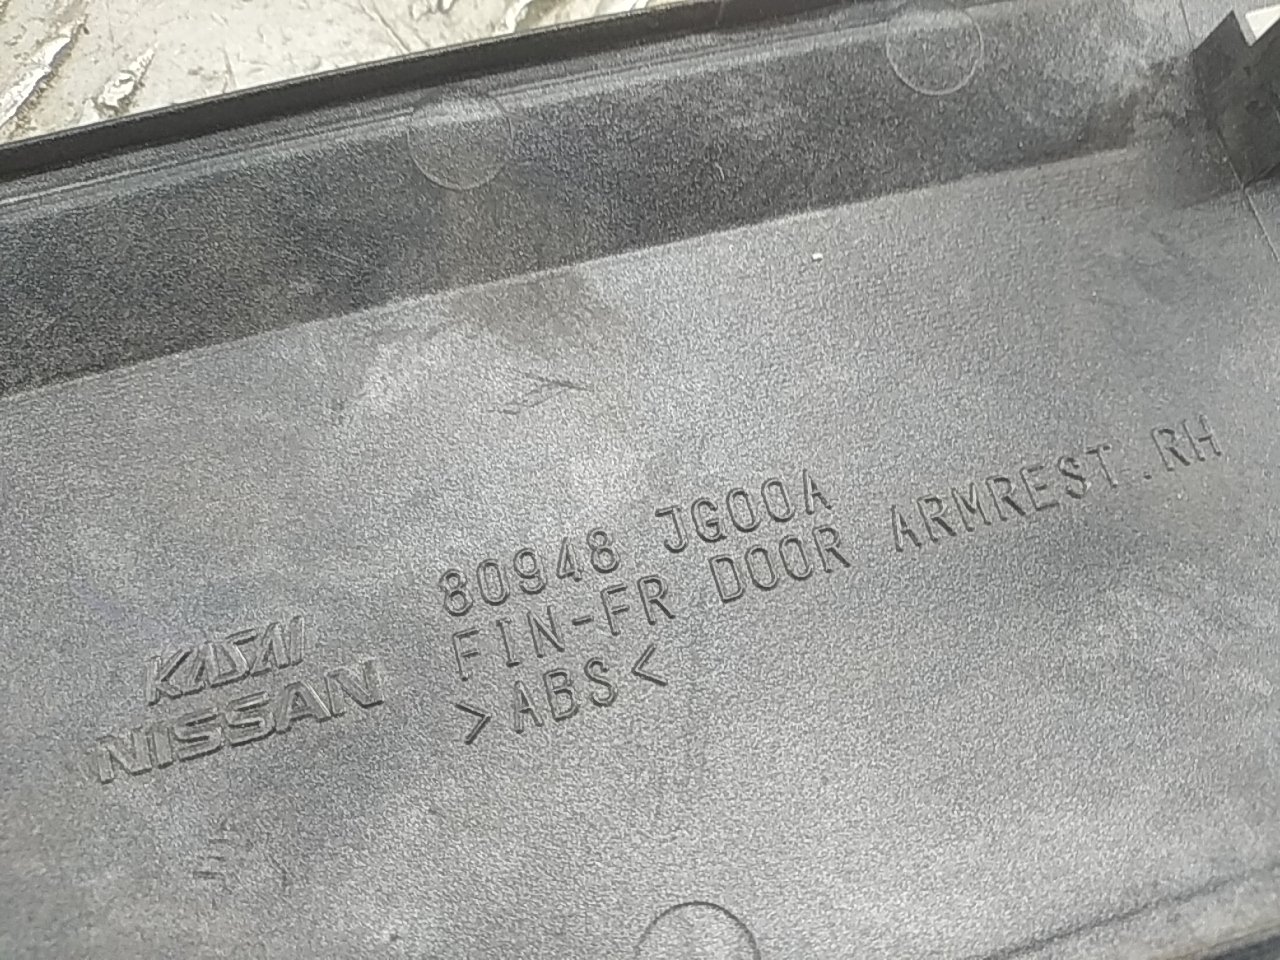 80948 JG00A
FIN-FR DOOR ARMREST.RH
>ABS<
KASAI
NISSAN